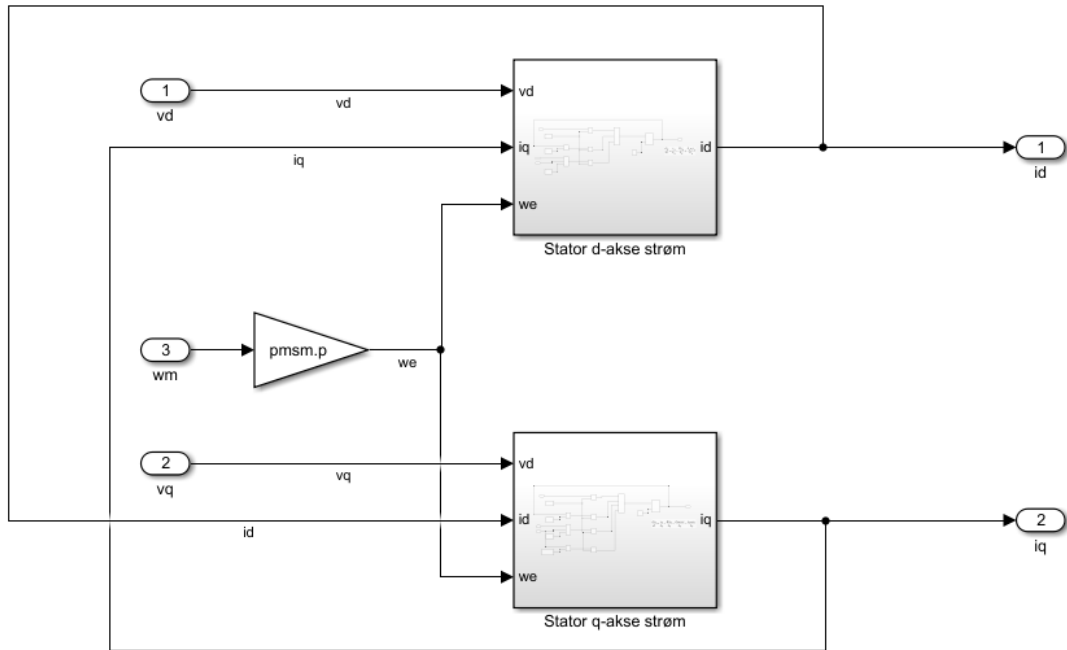 1
vd
vd
vd
iq
iq
id
1
id
we
Stator d-akse strøm
3
wm
pmsm.p
we
2
vq
vq
vd
id
id
iq
2
iq
we
Stator q-akse strøm